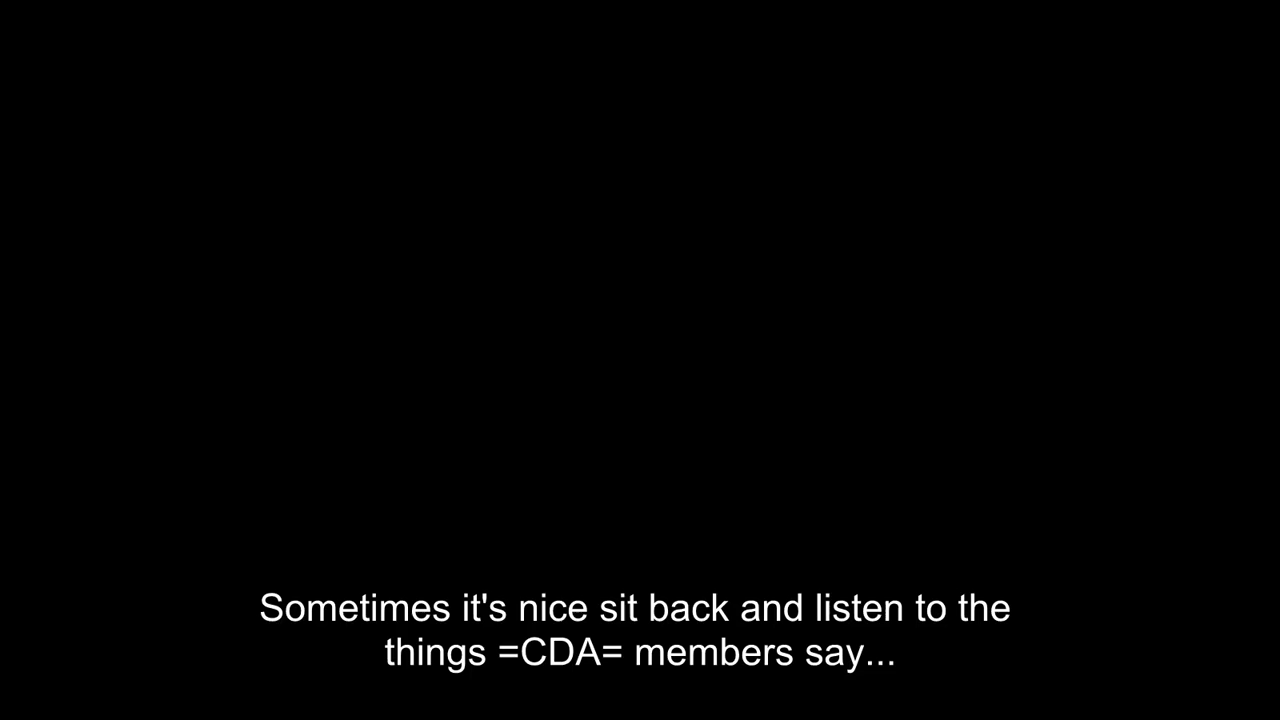 Sometimes it's nice sit back and listen to the
things =CDA= members say...